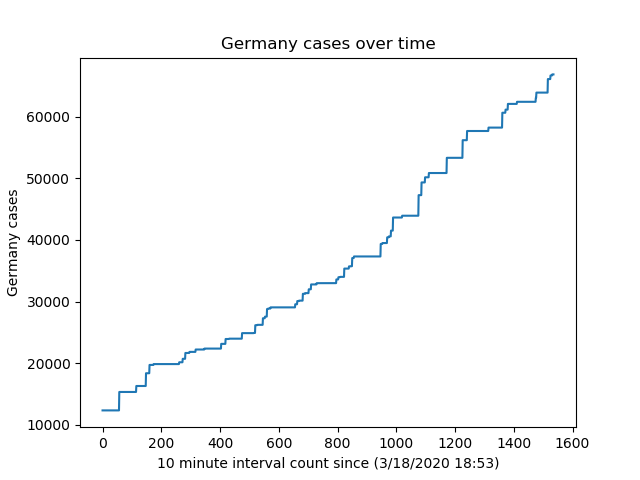 Germany cases over time
Germany cases
60000
50000
40000
30000
20000
10000
0 200 400 600 800 1000 1200 1400 1600
10 minute interval count since (3/18/2020 18:53)